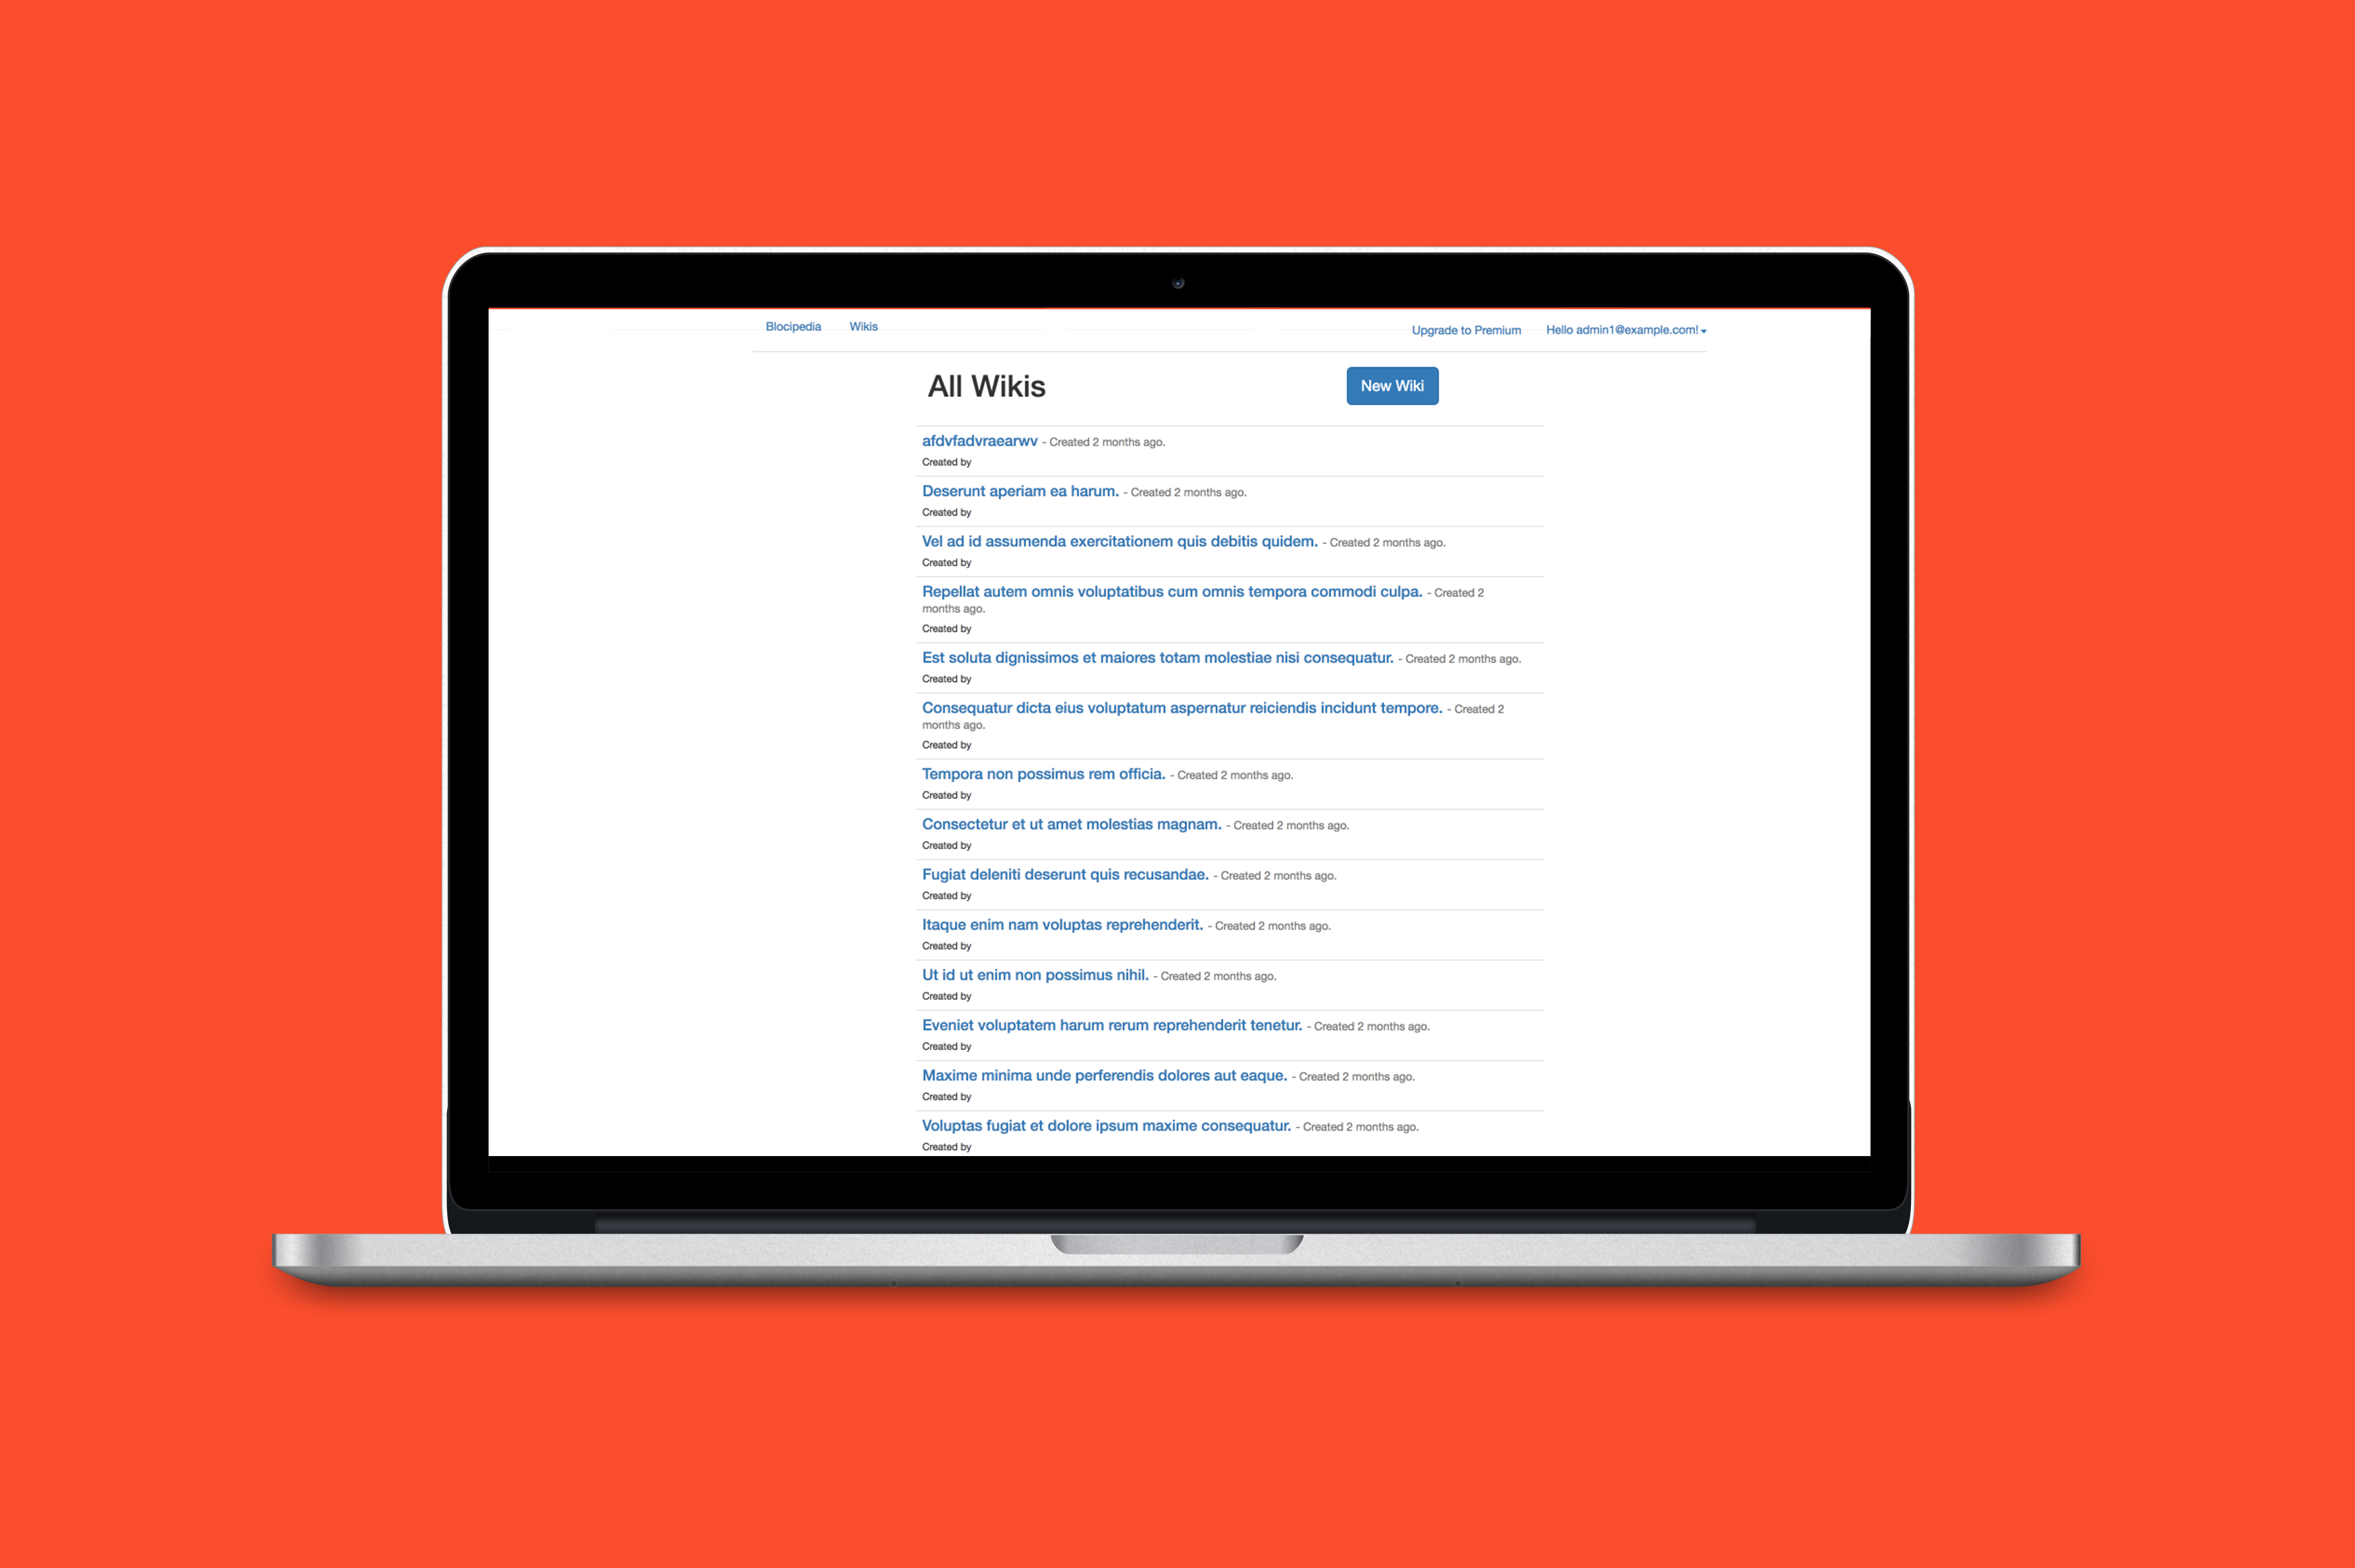 Blocipedia Wikis Upgrade to Premium Hello admin1@example.com!
All Wikis New Wiki
afdvfadvraearwv - Created 2 months ago.
Created by
Deserunt aperiam ea harum. - Created 2 months ago.
Created by
Vel ad id assumenda exercitationem quis debitis quidem. - Created 2 months ago.
Created by
Repellat autem omnis voluptatibus cum omnis tempora commodi culpa. - Created 2
months ago.
Created by
Est soluta dignissimos et maiores totam molestiae nisi consequatur. - Created 2 months ago.
Created by
Consequatur dicta eius voluptatum aspernatur reiciendis incidunt tempore. - Created 2
months ago.
Created by
Tempora non possimus rem officia. - Created 2 months ago.
Created by
Consectetur et ut amet molestias magnam. - Created 2 months ago.
Created by
Fugiat deleniti deserunt quis recusandae. - Created 2 months ago.
Created by
Itaque enim nam voluptas reprehenderit. - Created 2 months ago.
Created by
Ut id ut enim non possimus nihil. - Created 2 months ago.
Created by
Eveniet voluptatem harum rerum reprehenderit tenetur. - Created 2 months ago.
Created by
Maxime minima unde perferendis dolores aut eaque. - Created 2 months ago.
Created by
Voluptas fugiat et dolore ipsum maxime consequatur. - Created 2 months ago.
Created by